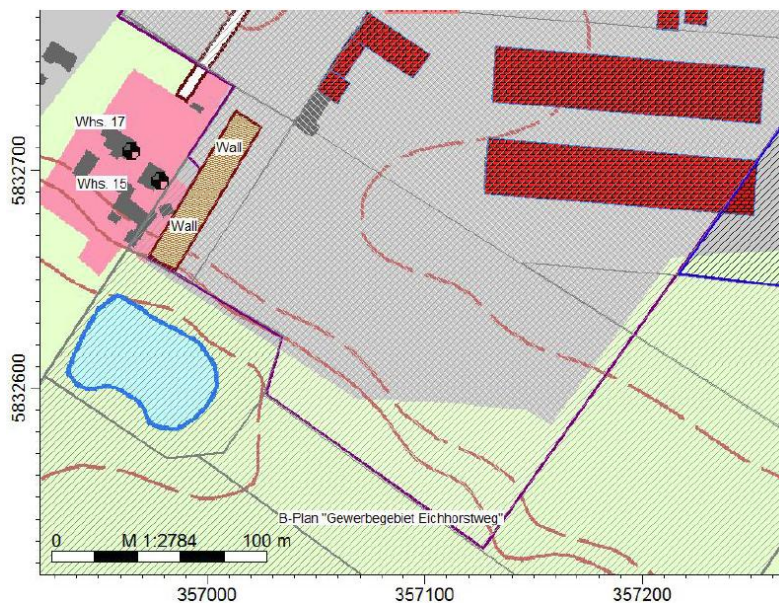 Whs. 17
Wall
5832700
Whs. 15
Wall
5832600
B-Plan "Gewerbegebiet Eichhorstweg"
0 M 1:2784 100 m
357000 357100 357200